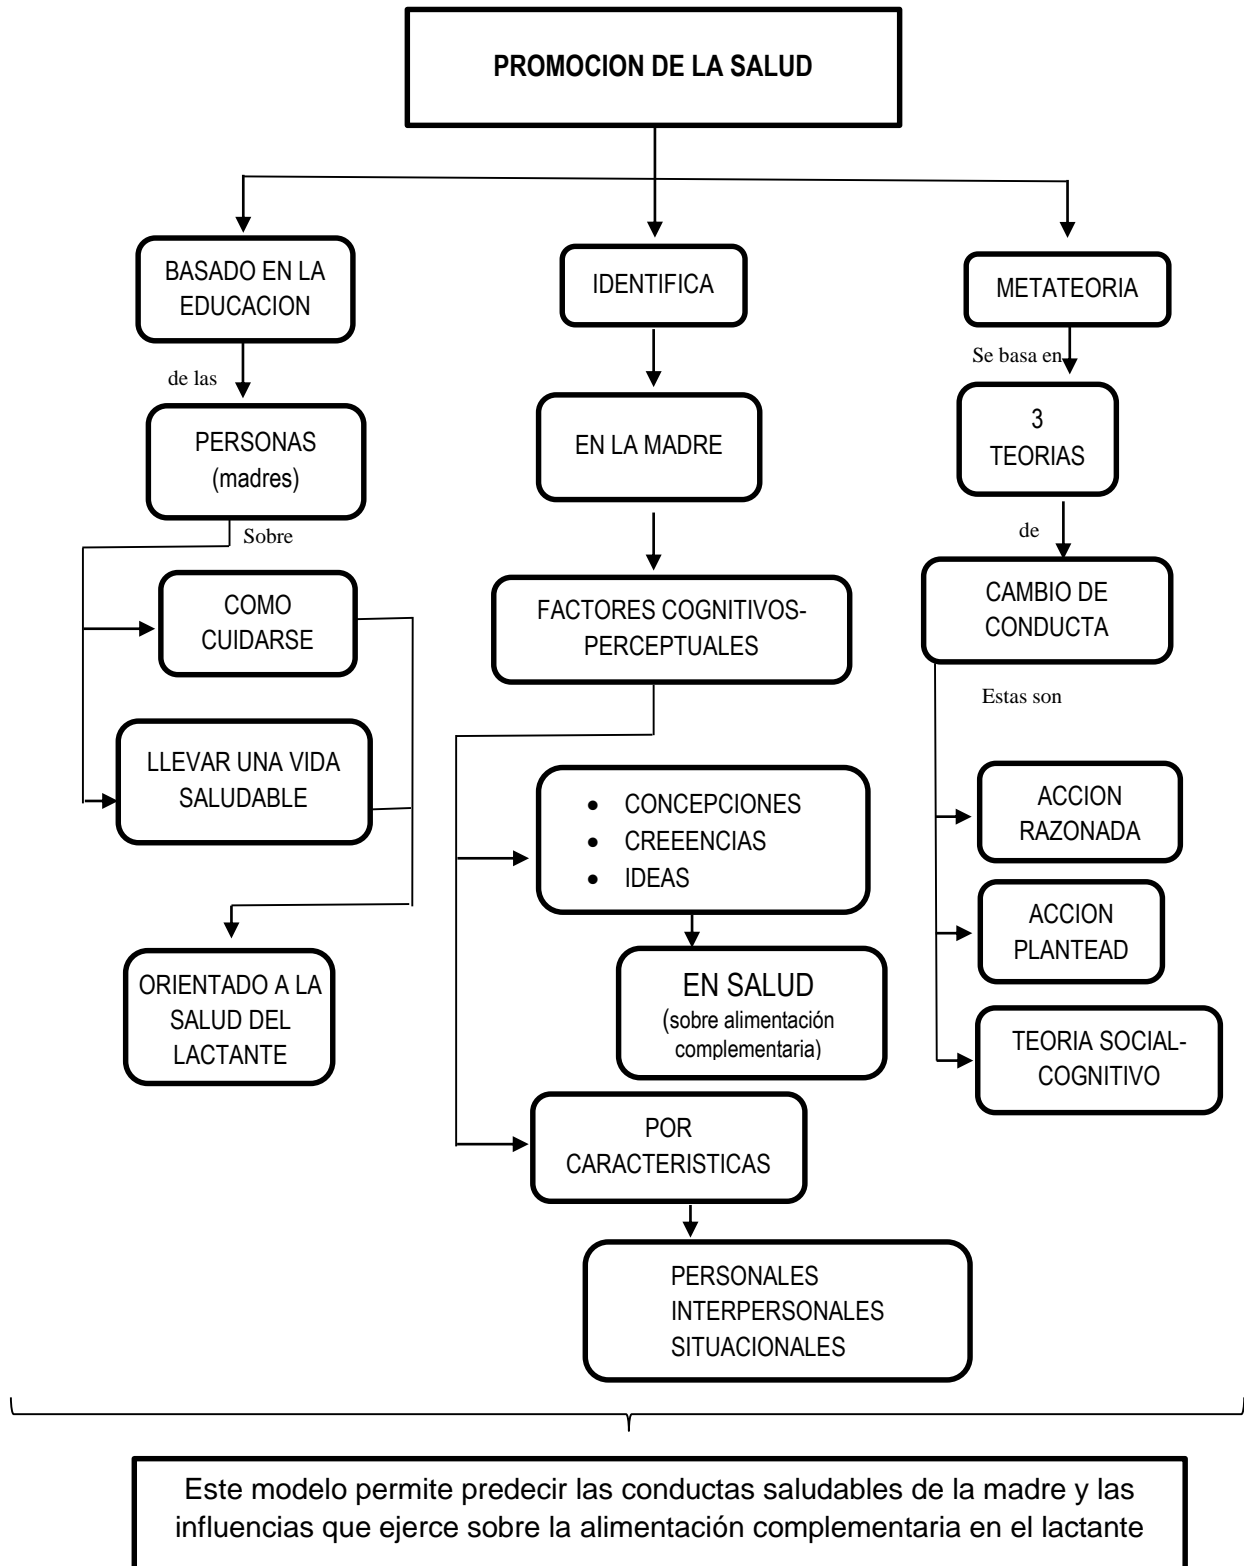 PROMOCION DE LA SALUD
BASADO EN LA
EDUCACION
de las
PERSONAS
(madres)
Sobre
COMO
CUIDARSE
LLEVAR UNA VIDA
SALUDABLE
ORIENTADO A LA
SALUD DEL
LACTANTE
IDENTIFICA
EN LA MADRE
FACTORES COGNITIVOS-
PERCEPTUALES
• CONCEPCIONES
• CREEENCIAS
• IDEAS
EN SALUD
(sobre alimentación
complementaria)
POR
CARACTERISTICAS
PERSONALES
INTERPERSONALES
SITUACIONALES
METATEORIA
Se basa en
3
TEORIAS
de
CAMBIO DE
CONDUCTA
Estas son
ACCION
RAZONADA
ACCION
PLANTEAD
TEORIA SOCIAL-
COGNITIVO
Este modelo permite predecir las conductas saludables de la madre y las
influencias que ejerce sobre la alimentación complementaria en el lactante